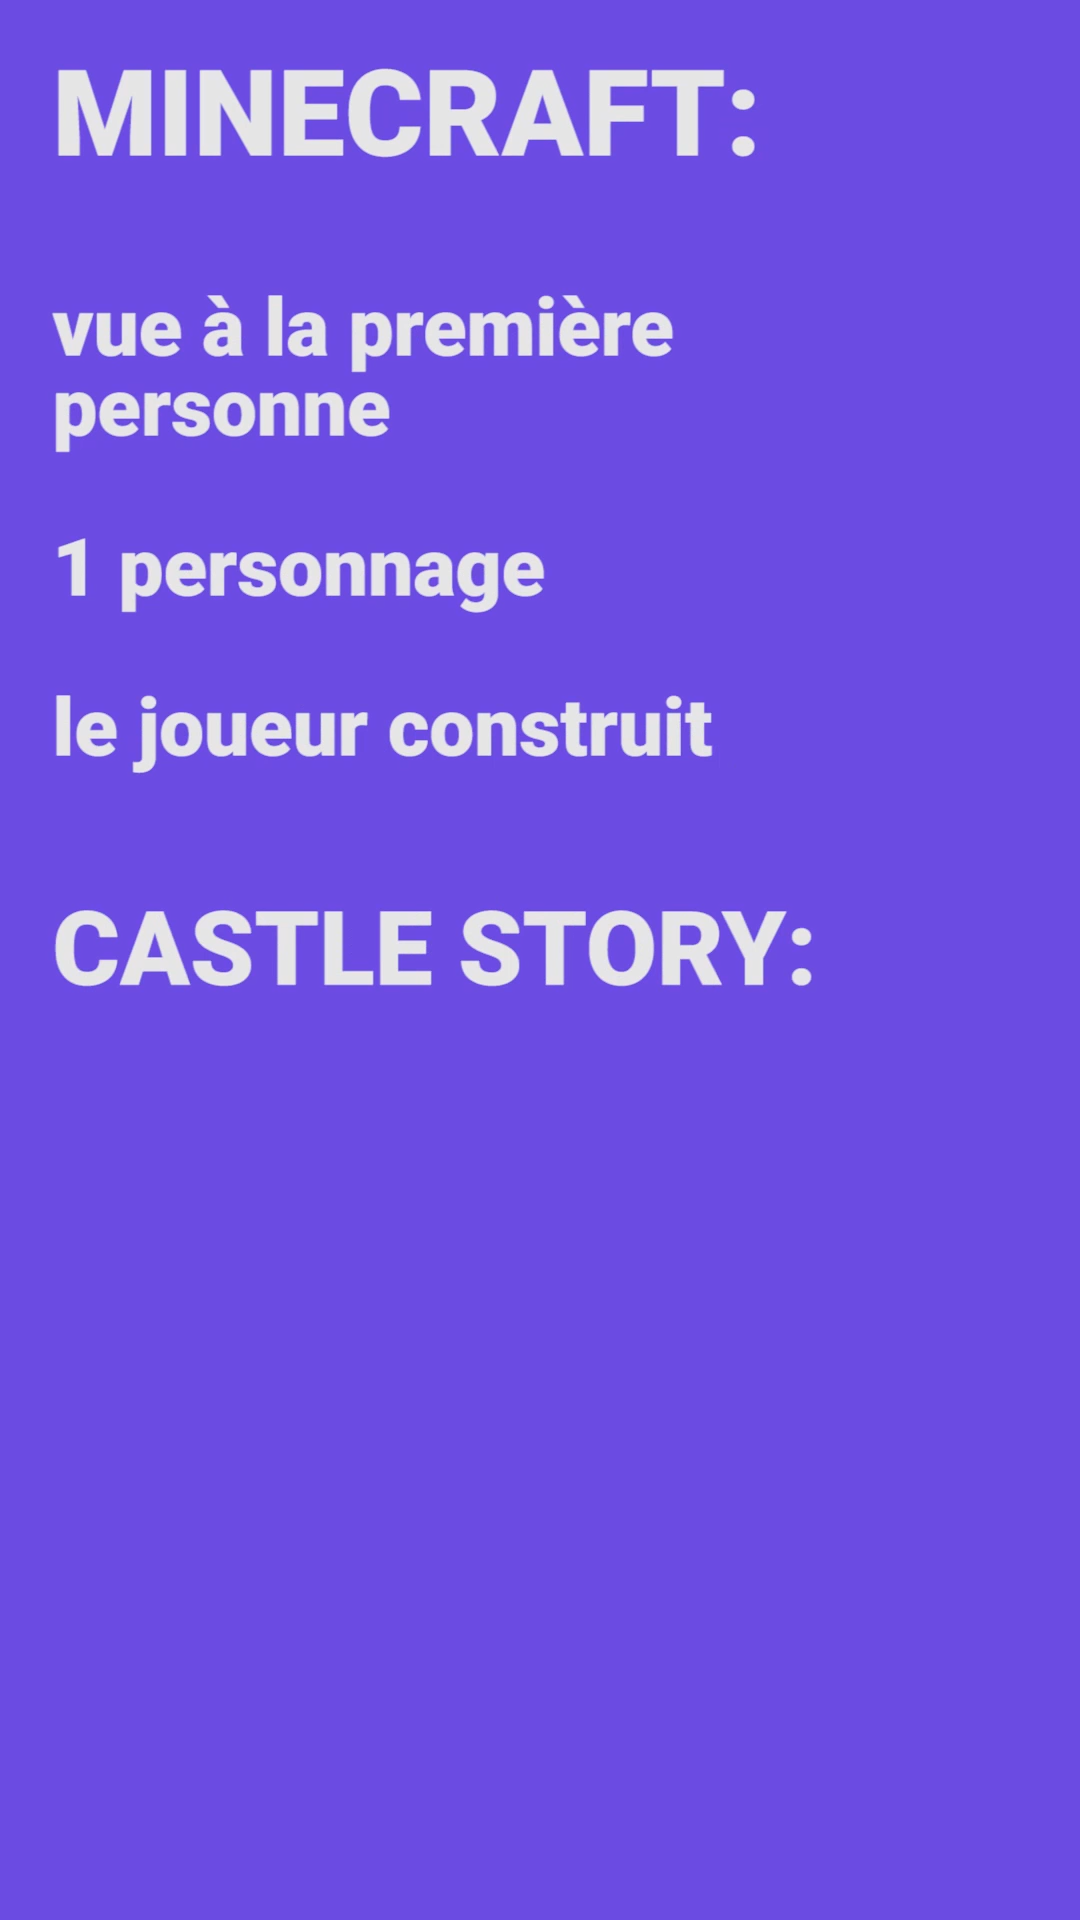 MINECRAFT:
vue à la première
personne
1 personnage
le joueur construit
CASTLE STORY: